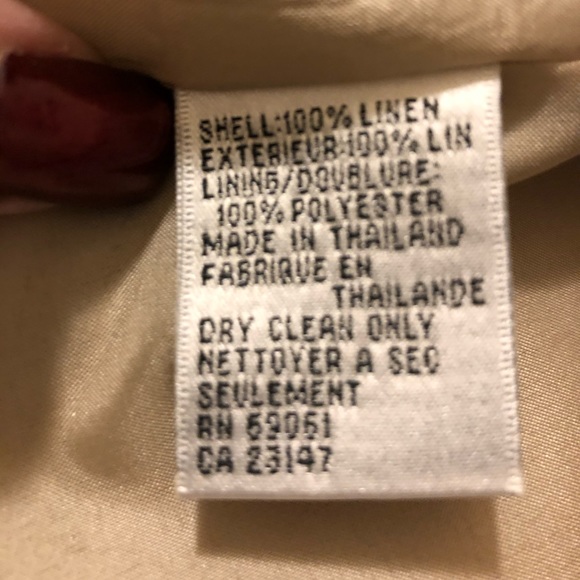 SHELL:100% LINEN
EXTERIEUR:100% LIN
LINING/DOUBLURE:
100% POLYESTER
MADE IN THAILAND
FABRIQUE EN
THAILANDE
DRY CLEAN ONLY
NETTOYER A SEC
SEULEMENT
RN 69061
CA 23147